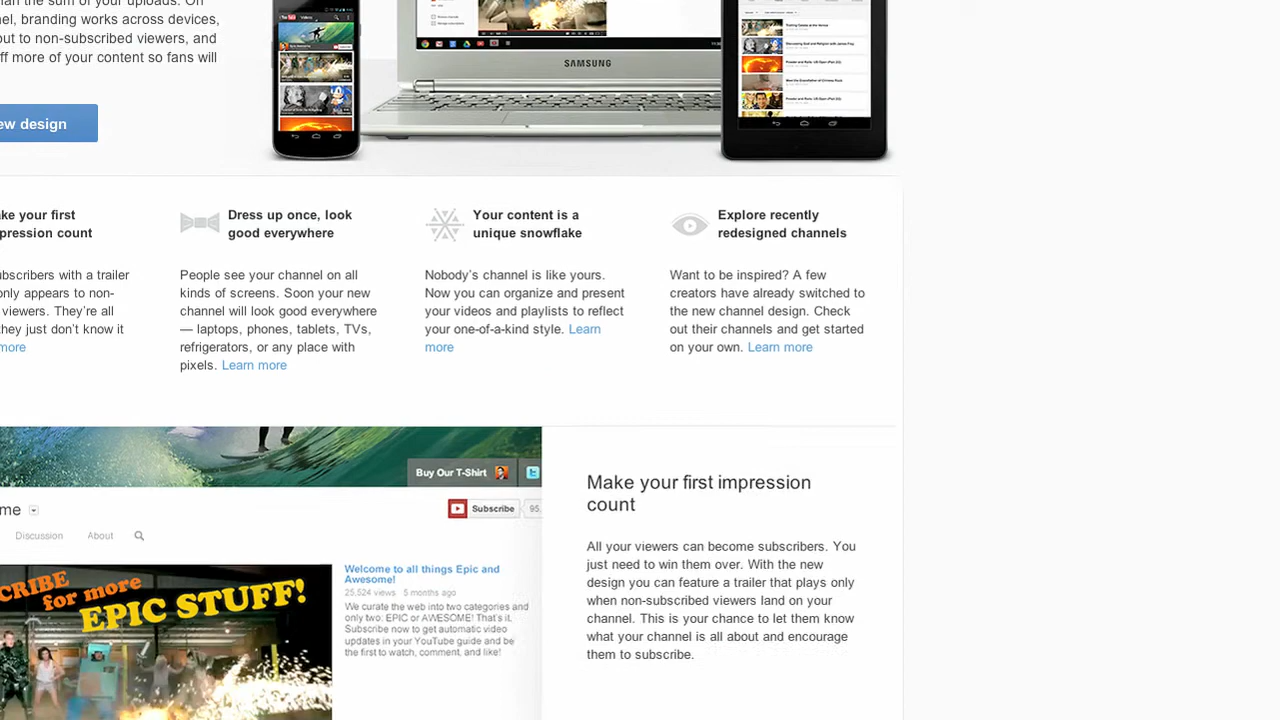 an the sum of your uploads. On
nel, branding works across devices,
out to non-subscriber viewers, and
ff more of your content so fans will
ew design
SAMSUNG
ke your first
pression count
ubscribers with a trailer
only appears to non-
viewers. They're all
they just don't know it
more
Dress up once, look
good everywhere
People see your channel on all
kinds of screens. Soon your new
channel will look good everywhere
— laptops, phones, tablets, TVs,
refrigerators, or any place with
pixels. Learn more
Your content is a
unique snowflake
Nobody's channel is like yours.
Now you can organize and present
your videos and playlists to reflect
your one-of-a-kind style. Learn
more
Explore recently
redesigned channels
Want to be inspired? A few
creators have already switched to
the new channel design. Check
out their channels and get started
on your own. Learn more
Buy Our T-Shirt
me
Subscribe
95,
Discussion
About
CRIBE
for more
EPIC STUFF!
Welcome to all things Epic and
Awesome!
25,524 views 5 months ago
We curate the web into two categories and
only two: EPIC or AWESOME! That's it.
Subscribe now to get automatic video
updates in your YouTube guide and be
the first to watch, comment, and like!
Make your first impression
count
All your viewers can become subscribers. You
just need to win them over. With the new
design you can feature a trailer that plays only
when non-subscribed viewers land on your
channel. This is your chance to let them know
what your channel is all about and encourage
them to subscribe.